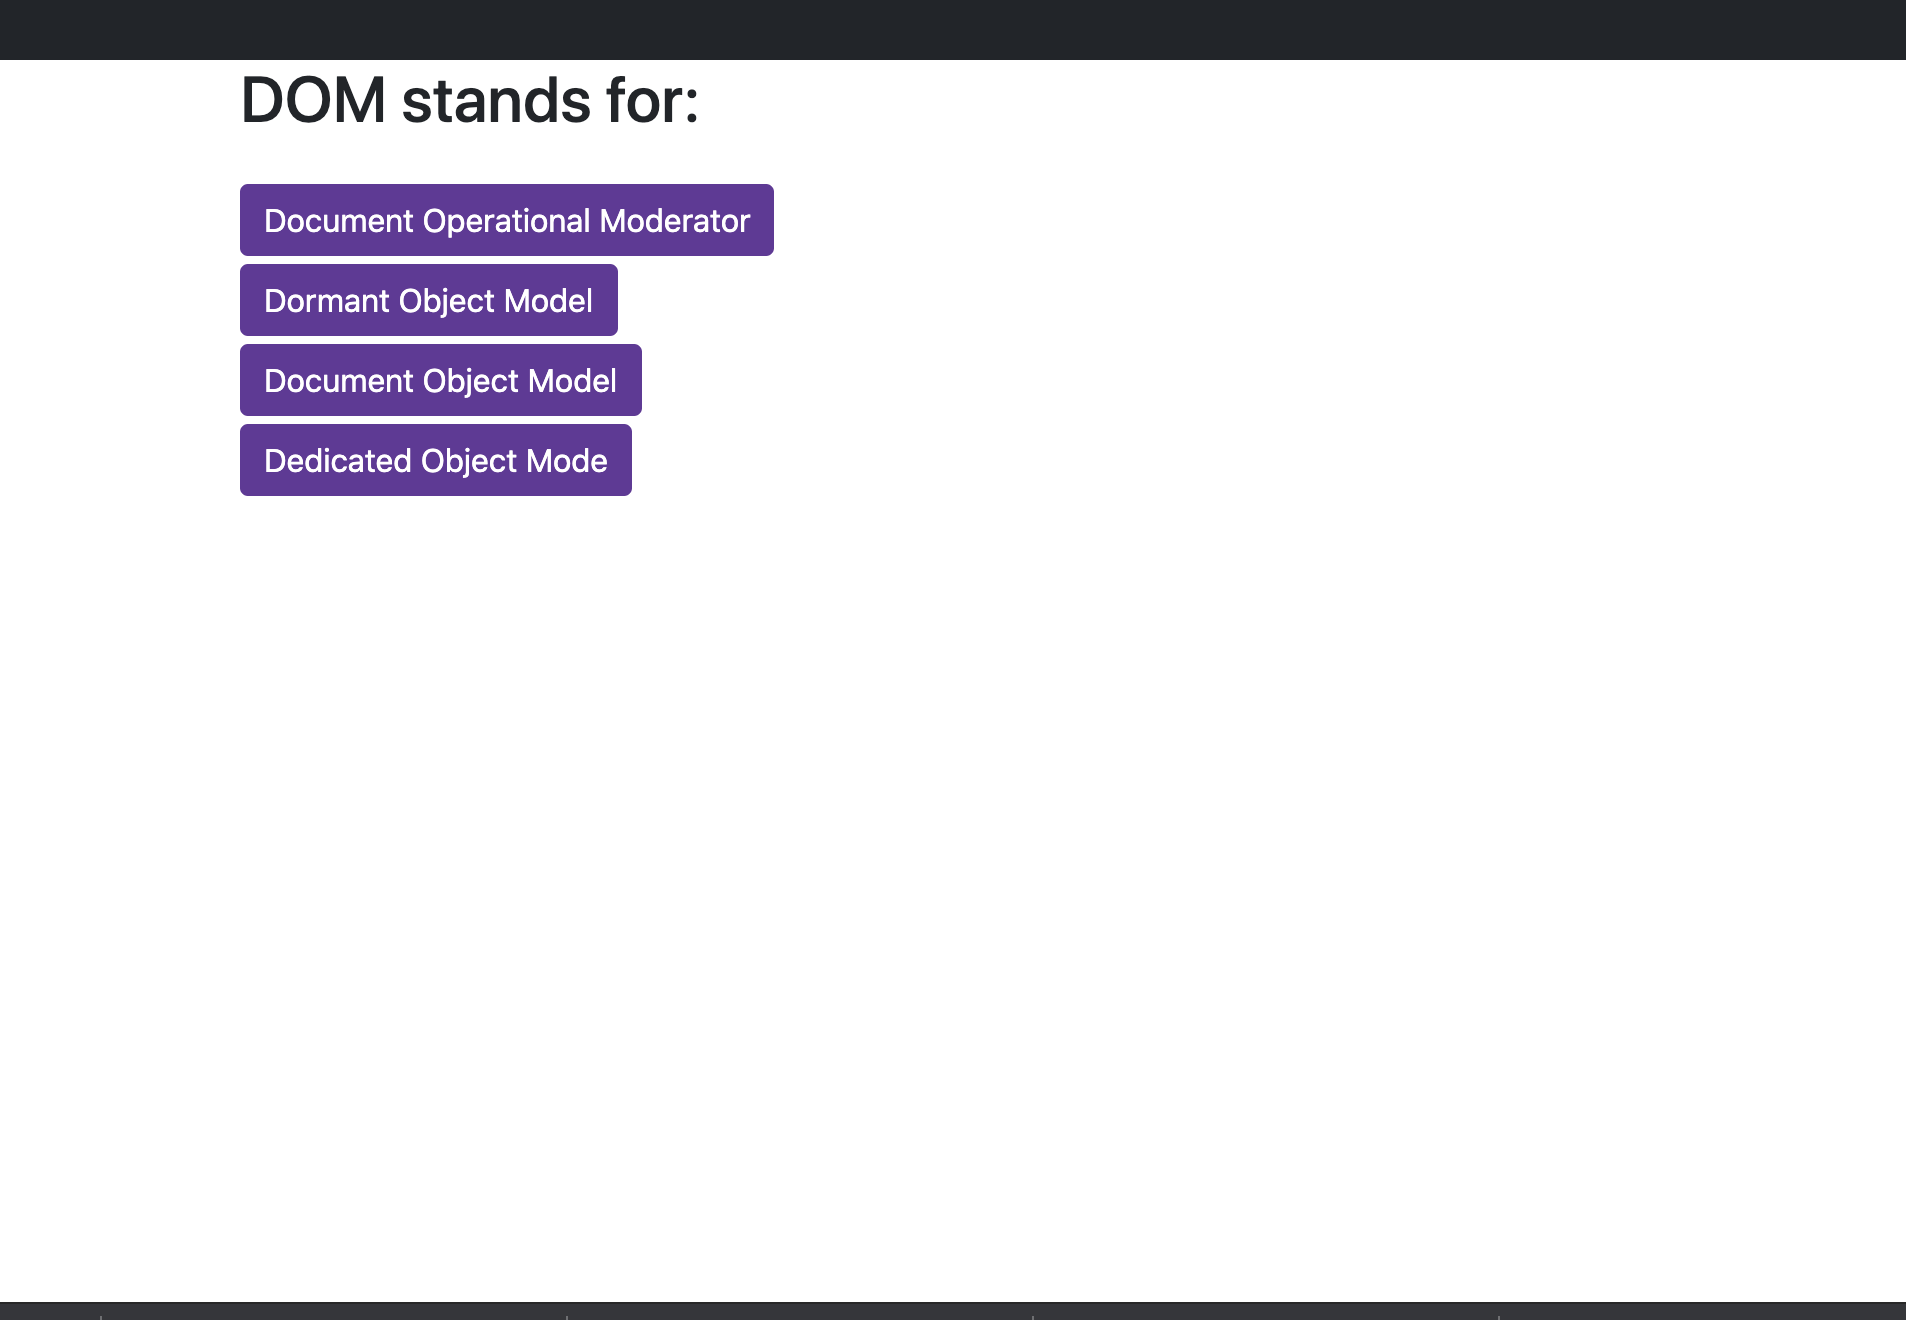 DOM stands for:
Document Operational Moderator
Dormant Object Model
Document Object Model
Dedicated Object Mode